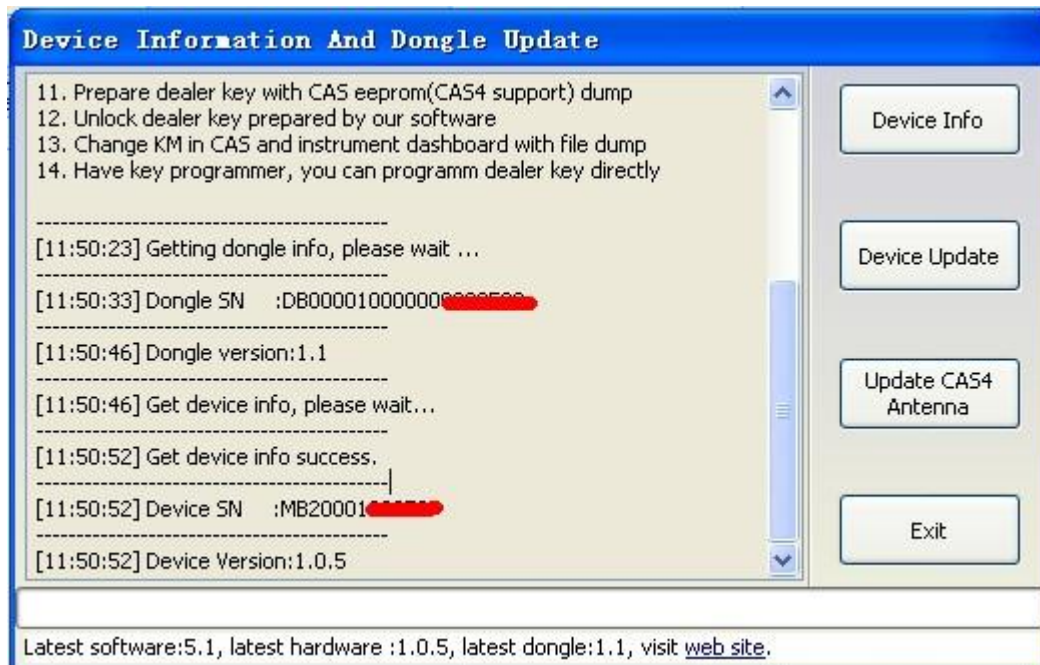 Device Information And Dongle Update
11. Prepare dealer key with CAS eeprom(CAS4 support) dump
12. Unlock dealer key prepared by our software
13. Change KM in CAS and instrument dashboard with file dump
14. Have key programmer, you can programm dealer key directly
--------------------------------------------
[11:50:23] Getting dongle info, please wait ...
--------------------------------------------
[11:50:33] Dongle SN :
--------------------------------------------
[11:50:46] Dongle version:1.1
--------------------------------------------
[11:50:46] Get device info, please wait...
--------------------------------------------
[11:50:52] Get device info success.
--------------------------------------------
[11:50:52] Device SN :
--------------------------------------------
[11:50:52] Device Version:1.0.5
Device Info
Device Update
Update CAS4
Antenna
Exit
Latest software:5.1, latest hardware :1.0.5, latest dongle:1.1, visit web site.